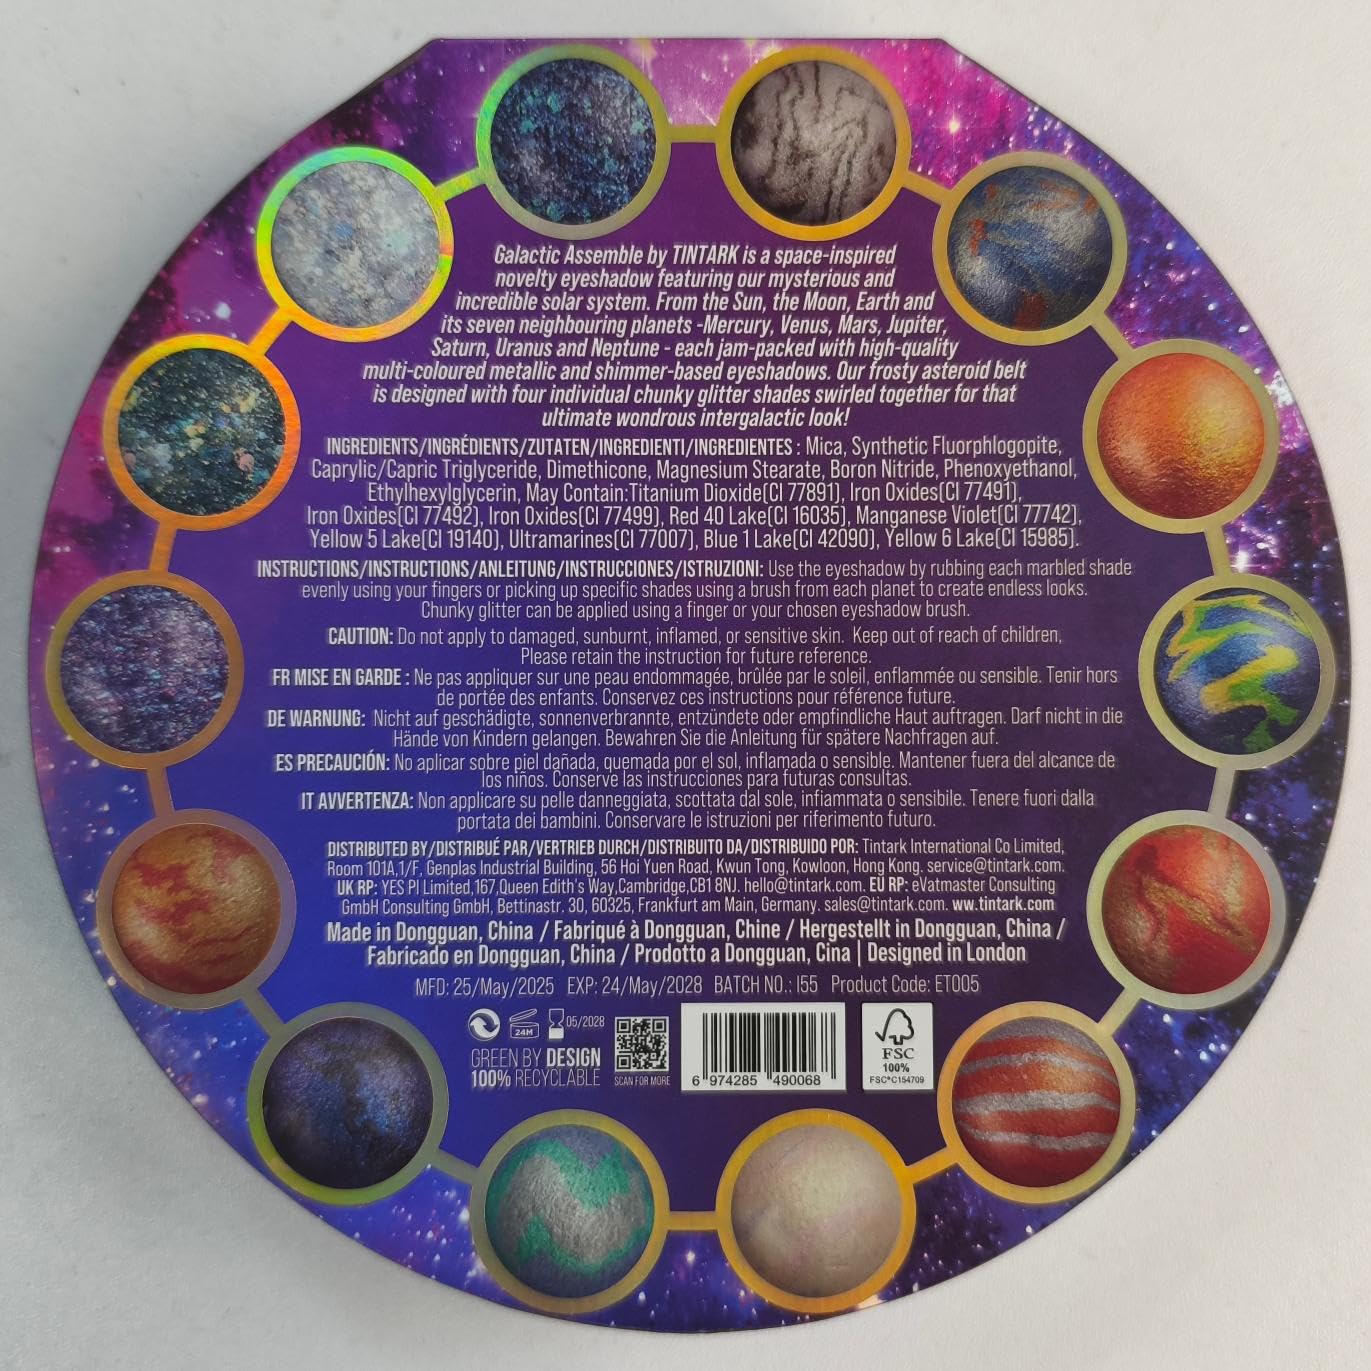 Galactic Assemble by TINTARK is a space-inspired
novelty eyeshadow featuring our mysterious and
incredible solar system. From the Sun, the Moon, Earth and
its seven neighbouring planets -Mercury, Venus, Mars, Jupiter,
Saturn, Uranus and Neptune - each jam-packed with high-quality
multi-coloured metallic and shimmer-based eyeshadows. Our frosty asteroid belt
is designed with four individual chunky glitter shades swirled together for that
ultimate wondrous intergalactic look!
INGREDIENTS/INGRÉDIENTS/ZUTATEN/INGREDIENTI/INGREDIENTES : Mica, Synthetic Fluorphlogopite,
Caprylic/Capric Triglyceride, Dimethicone, Magnesium Stearate, Boron Nitride, Phenoxyethanol,
Ethylhexylglycerin, May Contain:Titanium Dioxide(CI 77891), Iron Oxides(CI 77491),
Iron Oxides(CI 77492), Iron Oxides(CI 77499), Red 40 Lake(CI 16035), Manganese Violet(CI 77742),
Yellow 5 Lake(CI 19140), Ultramarines(CI 77007), Blue 1 Lake(CI 42090), Yellow 6 Lake(CI 15985).
INSTRUCTIONS/INSTRUCTIONS/ANLEITUNG/INSTRUCCIONES/ISTRUZIONI: Use the eyeshadow by rubbing each marbled shade
evenly using your fingers or picking up specific shades using a brush from each planet to create endless looks.
Chunky glitter can be applied using a finger or your chosen eyeshadow brush.
CAUTION: Do not apply to damaged, sunburnt, inflamed, or sensitive skin. Keep out of reach of children,
Please retain the instruction for future reference.
FR MISE EN GARDE : Ne pas appliquer sur une peau endommagée, brûlée par le soleil, enflammée ou sensible. Tenir hors
de portée des enfants. Conservez ces instructions pour référence future.
DE WARNUNG: Nicht auf geschädigte, sonnenverbrannte, entzündete oder empfindliche Haut auftragen. Darf nicht in die
Hände von Kindern gelangen. Bewahren Sie die Anleitung für spätere Nachfragen auf.
ES PRECAUCIÓN: No aplicar sobre piel dañada, quemada por el sol, inflamada o sensible. Mantener fuera del alcance de
los niños. Conserve las instrucciones para futuras consultas.
IT AVVERTENZA: Non applicare su pelle danneggiata, scottata dal sole, infiammata o sensibile. Tenere fuori dalla
portata dei bambini. Conservare le istruzioni per riferimento futuro.
DISTRIBUTED BY/DISTRIBUÉ PAR/VERTRIEB DURCH/DISTRIBUITO DA/DISTRIBUIDO POR: Tintark International Co Limited,
Room 101A,1/F, Genplas Industrial Building, 56 Hoi Yuen Road, Kwun Tong, Kowloon, Hong Kong. service@tintark.com.
UK RP: YES PI Limited,167,Queen Edith's Way,Cambridge,CB1 8NJ. hello@tintark.com. EU RP: eVatmaster Consulting
GmbH Consulting GmbH, Bettinastr. 30, 60325, Frankfurt am Main, Germany. sales@tintark.com. ww.tintark.com
Made in Dongguan, China / Fabriqué à Dongguan, Chine / Hergestellt in Dongguan, China /
Fabricado en Dongguan, China / Prodotto a Dongguan, Cina | Designed in London
MFD: 25/May/2025 EXP: 24/May/2028 BATCH NO.: I55 Product Code: ET005
24M 05/2028
GREEN BY DESIGN
100% RECYCLABLE
SCAN FOR MORE
6 974285 490068
FSC
100%
FSC®C154709